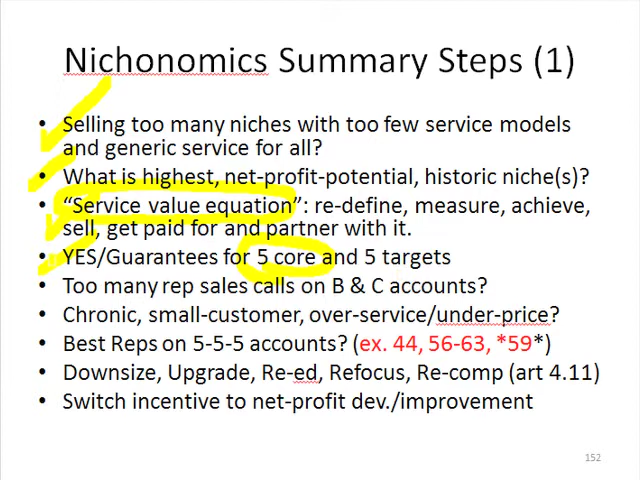 Nichonomics Summary Steps (1)
• Selling too many niches with too few service models
and generic service for all?
• What is highest, net-profit-potential, historic niche(s)?
• “Service value equation”: re-define, measure, achieve,
sell, get paid for and partner with it.
• YES/Guarantees for 5 core and 5 targets
• Too many rep sales calls on B & C accounts?
• Chronic, small-customer, over-service/under-price?
• Best Reps on 5-5-5 accounts? (ex. 44, 56-63, *59*)
• Downsize, Upgrade, Re-ed, Refocus, Re-comp (art 4.11)
• Switch incentive to net-profit dev./improvement
152